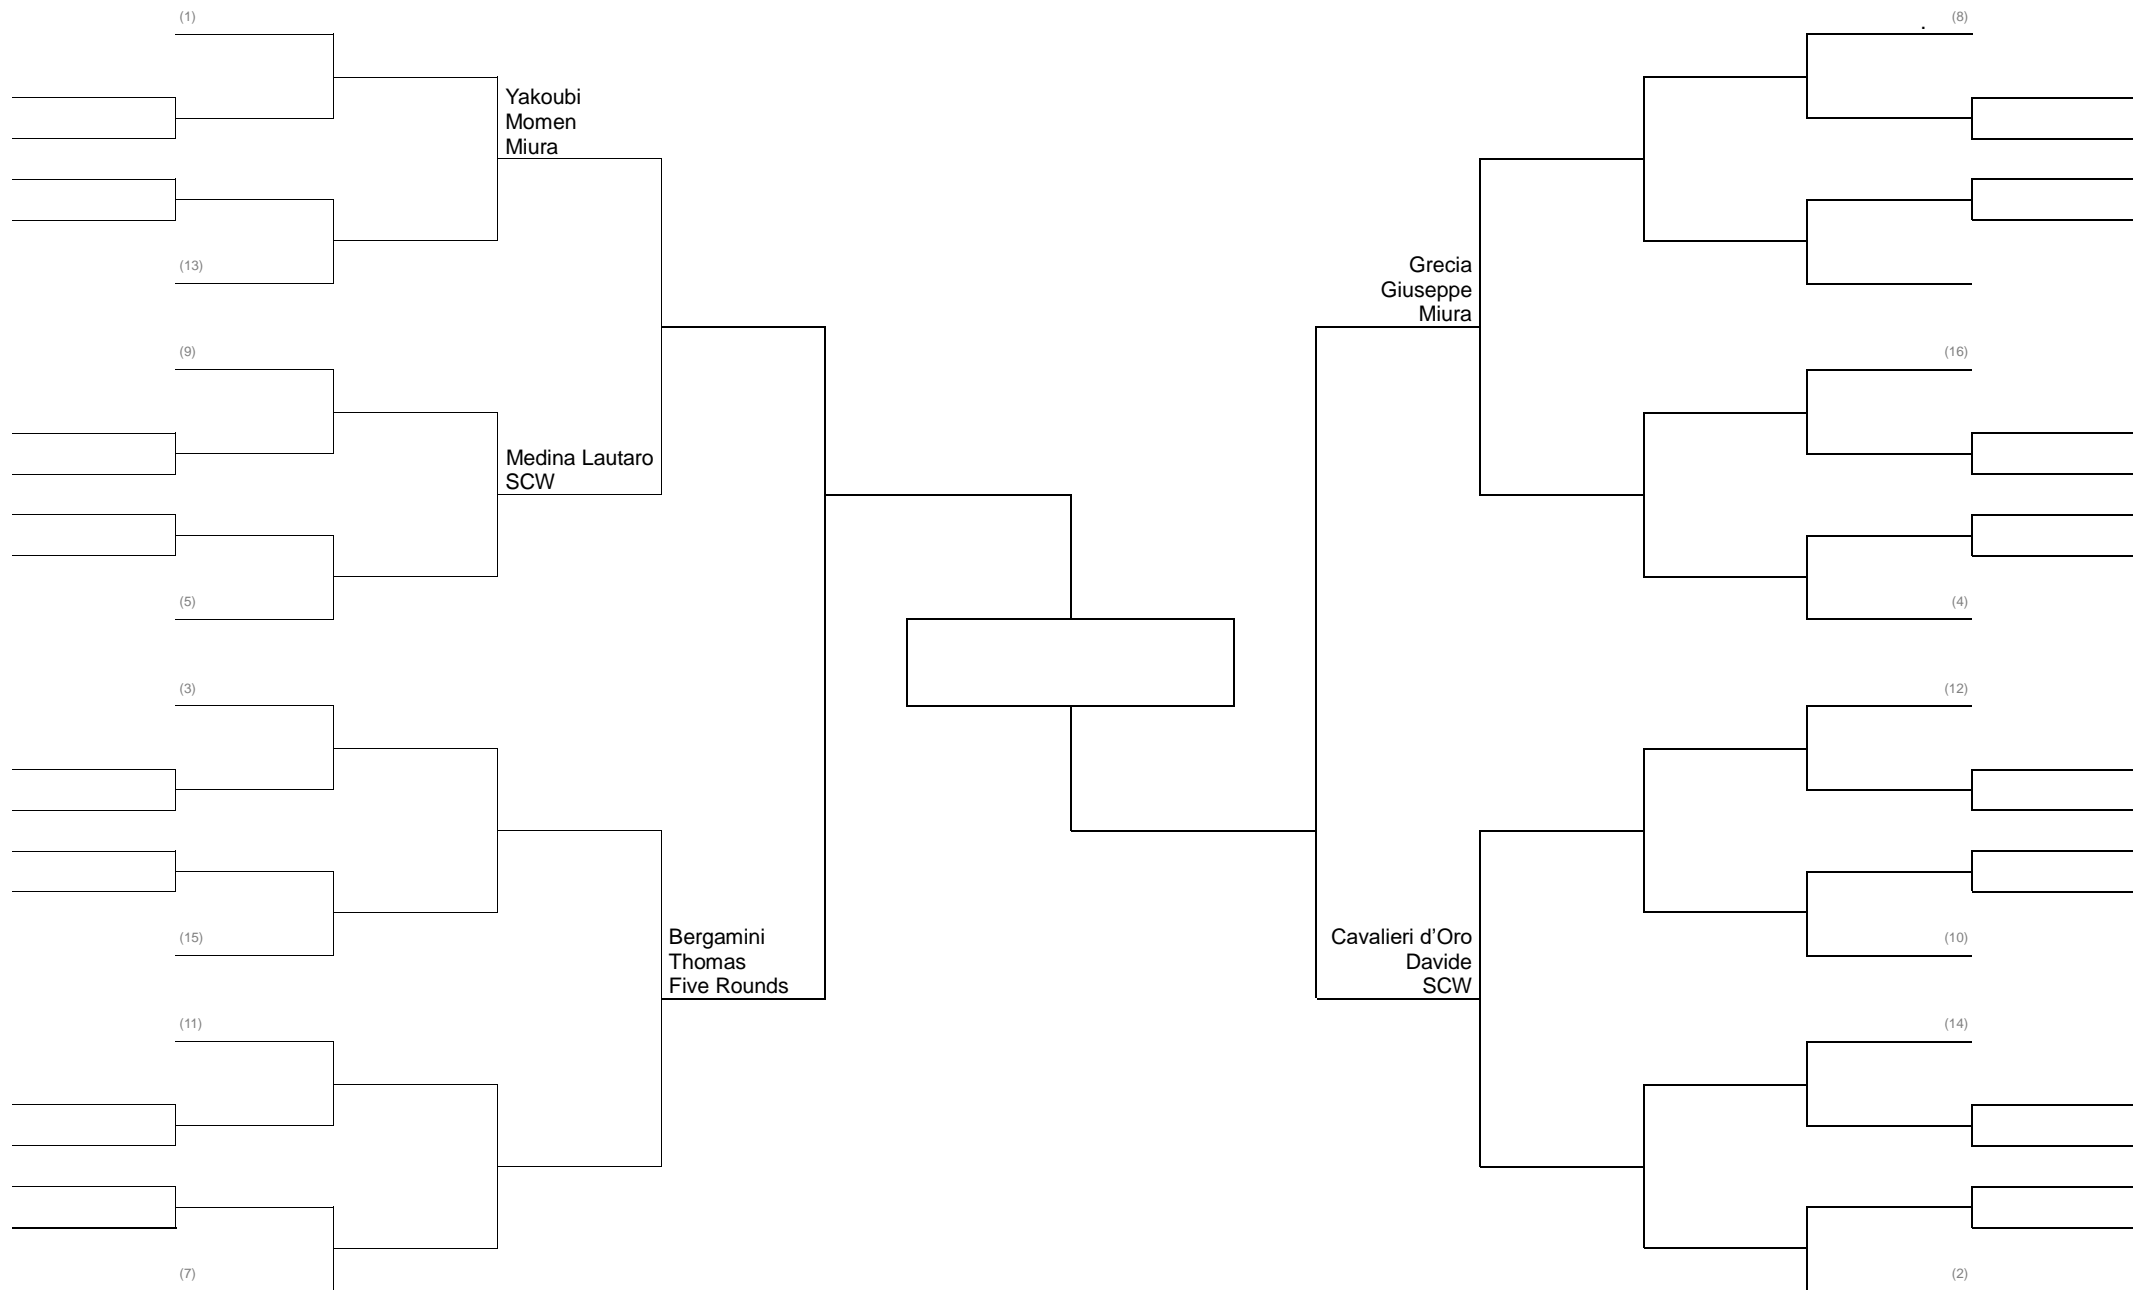 (1)
(8)
.
Yakoubi
Momen
Miura
(13)
Grecia
Giuseppe
Miura
(9)
(16)
Medina Lautaro
SCW
(5)
(4)
(3)
(12)
(15)
(10)
Bergamini
Thomas
Five Rounds
Cavalieri d’Oro
Davide
SCW
(11)
(14)
(7)
(2)